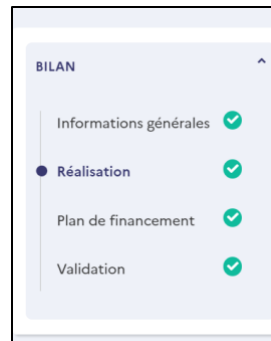 BILAN
Informations générales
Réalisation
Plan de financement
Validation